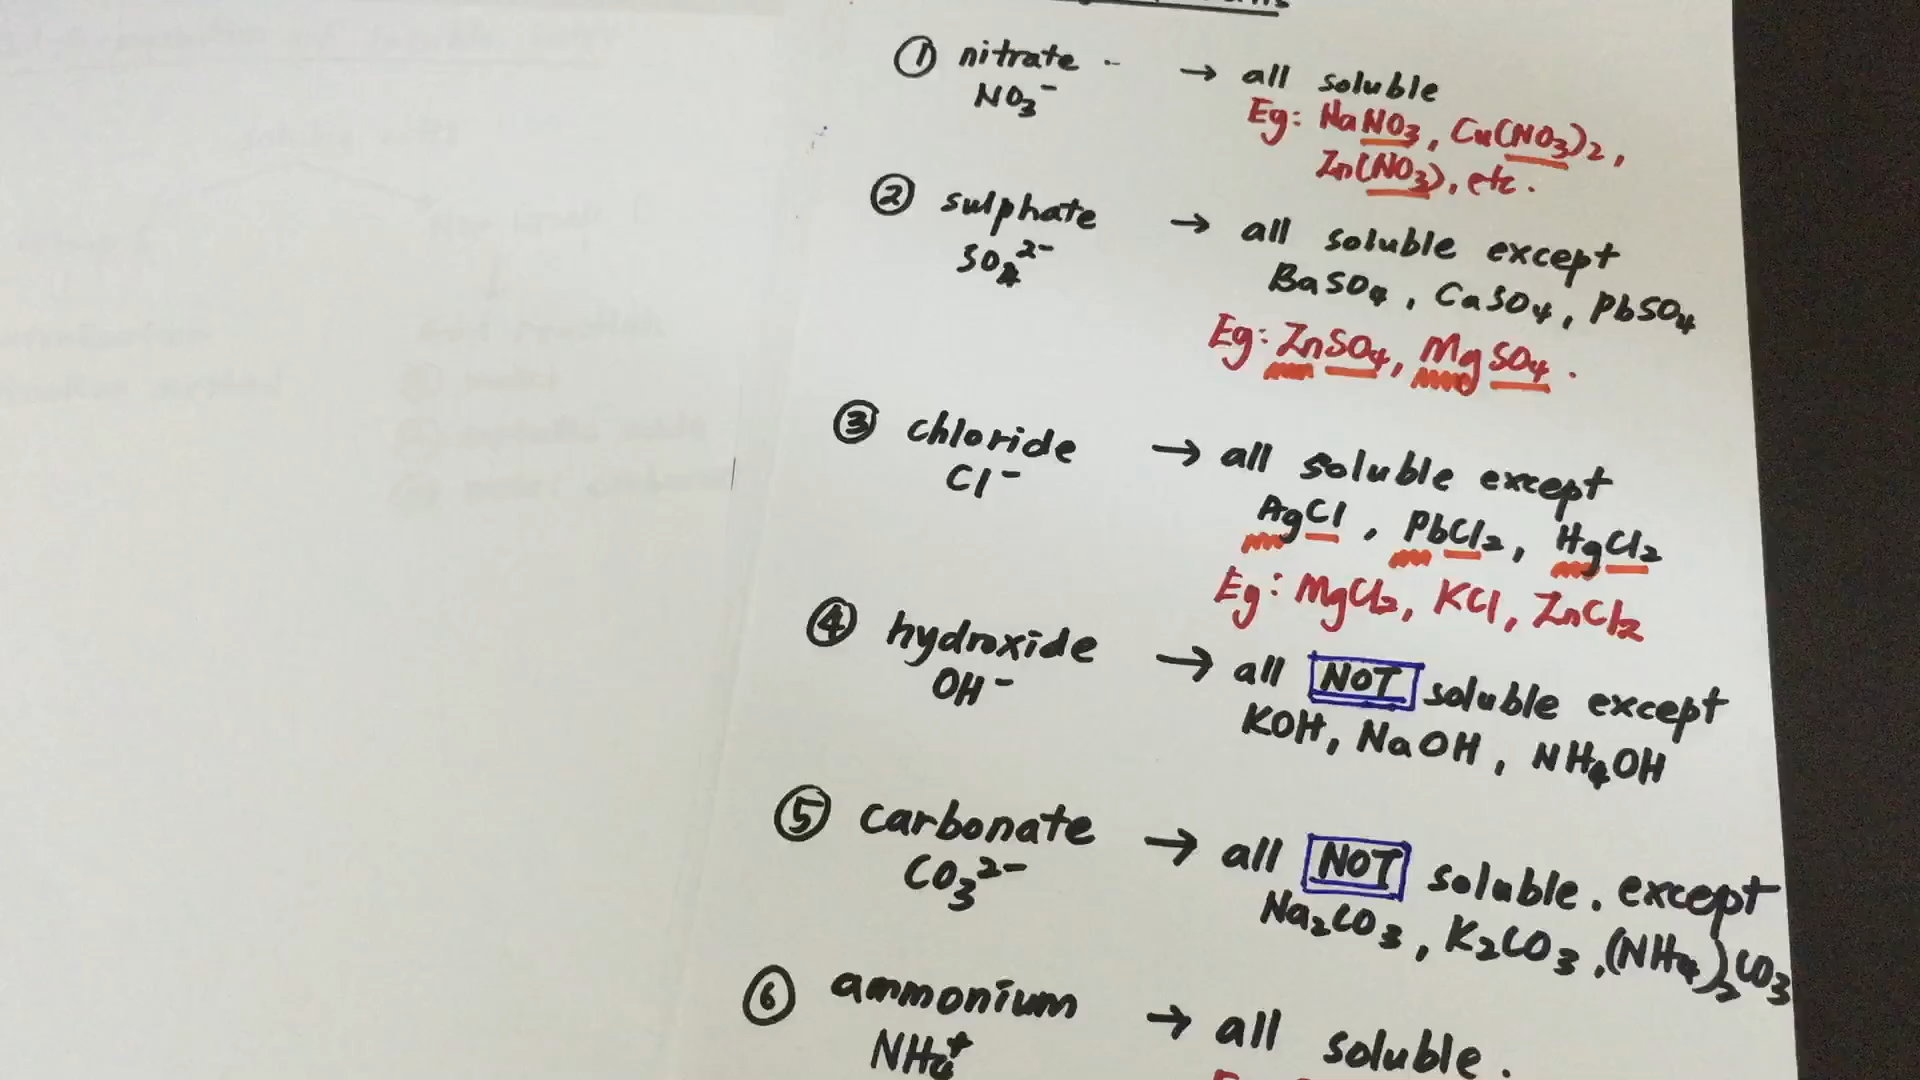 ① nitrate → all soluble
NO₃⁻
Eg: NaNO₃, Cu(NO₃)₂,
Zn(NO₃), etc.
② sulphate → all soluble except
SO₄²⁻
BaSO₄, CaSO₄, PbSO₄
Eg: ZnSO₄, MgSO₄.
③ chloride → all soluble except
Cl⁻
AgCl, PbCl₂, HgCl₂
Eg: MgCl₂, KCl, ZnCl₂
④ hydroxide → all NOT soluble except
OH⁻
KOH, NaOH, NH₄OH
⑤ carbonate → all NOT soluble. except
CO₃²⁻
Na₂CO₃, K₂CO₃, (NH₄)₂CO₃
⑥ ammonium → all soluble.
NH₄⁺